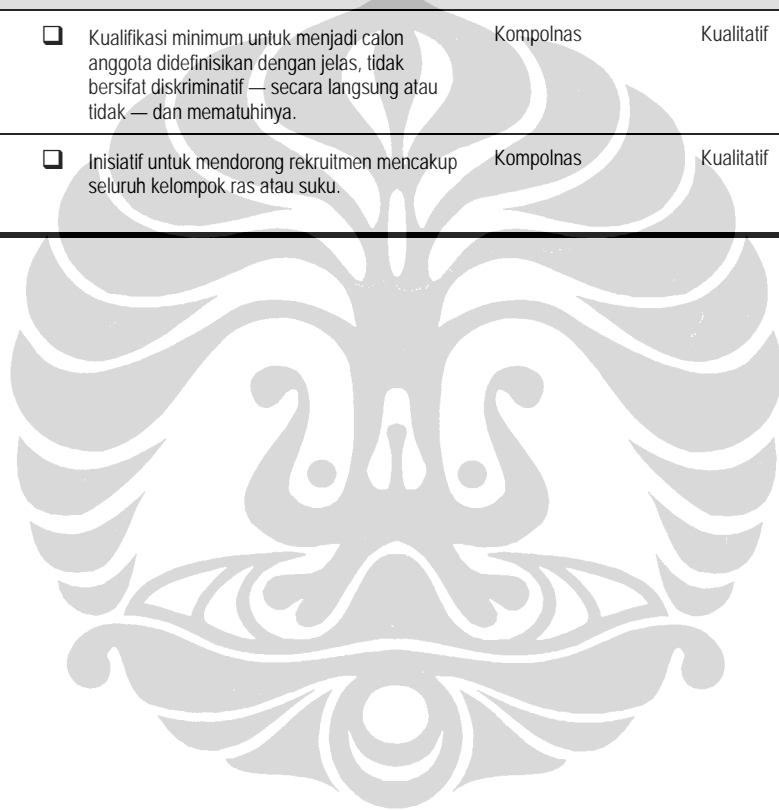 ❑ Kualifikasi minimum untuk menjadi calon Kompolnas Kualitatif
anggota didefinisikan dengan jelas, tidak
bersifat diskriminatif — secara langsung atau
tidak — dan mematuhinya.
❑ Inisiatif untuk mendorong rekruitmen mencakup Kompolnas Kualitatif
seluruh kelompok ras atau suku.